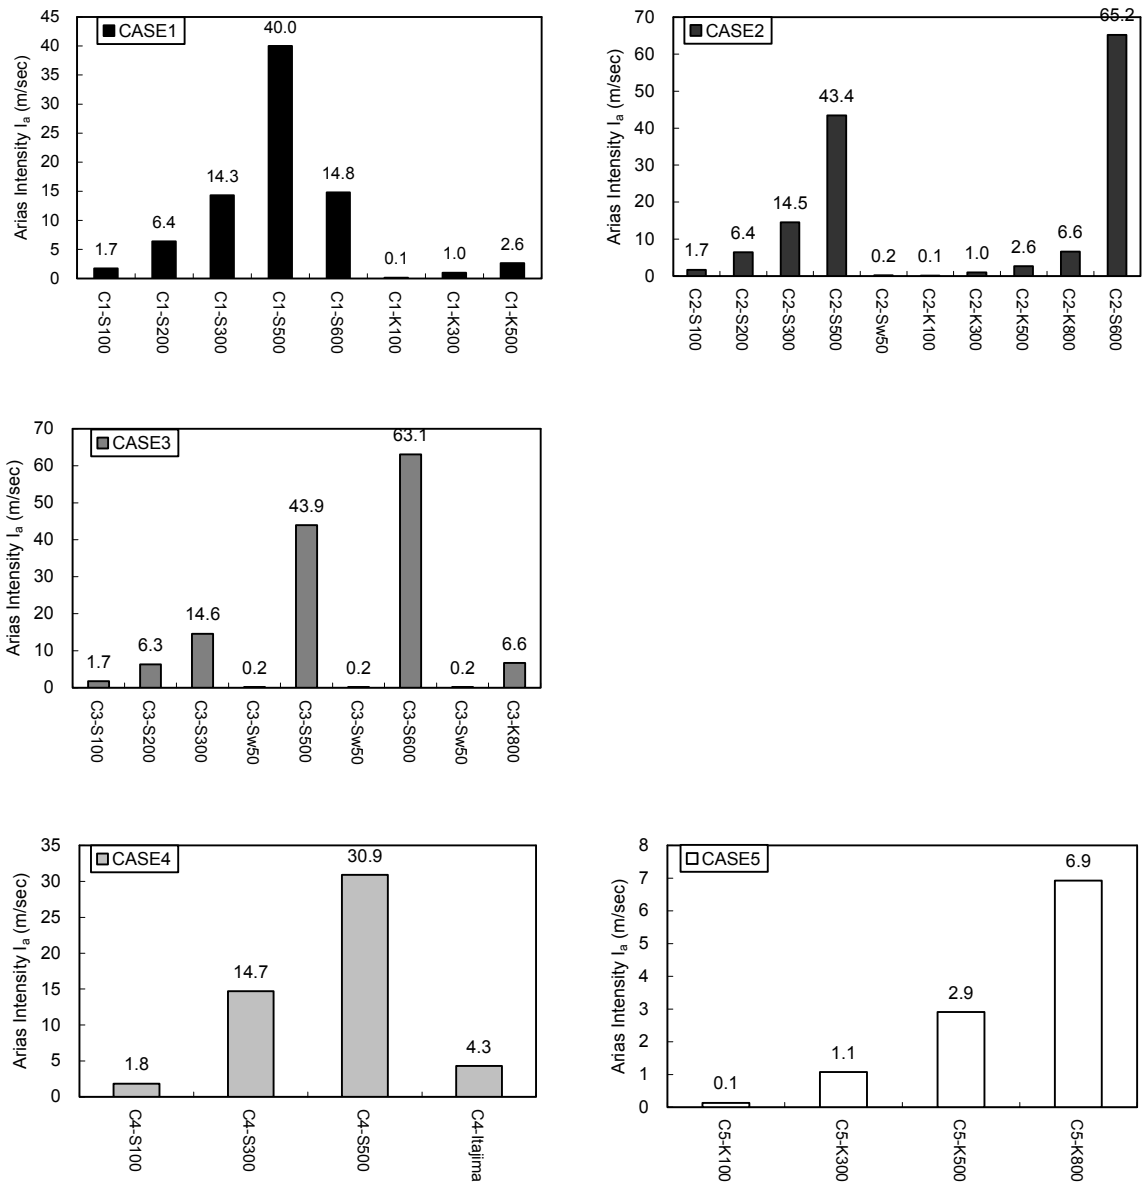 CASE1
Arias Intensity Ia (m/sec)
45
40
35
30
25
20
15
10
5
0
1.7
6.4
14.3
40.0
14.8
0.1
1.0
2.6
C1-S100
C1-S200
C1-S300
C1-S500
C1-S600
C1-K100
C1-K300
C1-K500
CASE2
Arias Intensity Ia (m/sec)
70
60
50
40
30
20
10
0
1.7
6.4
14.5
43.4
0.2
0.1
1.0
2.6
6.6
65.2
C2-S100
C2-S200
C2-S300
C2-S500
C2-Sw50
C2-K100
C2-K300
C2-K500
C2-K800
C2-S600
CASE3
Arias Intensity Ia (m/sec)
70
60
50
40
30
20
10
0
1.7
6.3
14.6
0.2
43.9
0.2
63.1
0.2
6.6
C3-S100
C3-S200
C3-S300
C3-Sw50
C3-S500
C3-Sw50
C3-S600
C3-Sw50
C3-K800
CASE4
Arias Intensity Ia (m/sec)
35
30
25
20
15
10
5
0
1.8
14.7
30.9
4.3
C4-S100
C4-S300
C4-S500
C4-Itajima
CASE5
Arias Intensity Ia (m/sec)
8
7
6
5
4
3
2
1
0
0.1
1.1
2.9
6.9
C5-K100
C5-K300
C5-K500
C5-K800